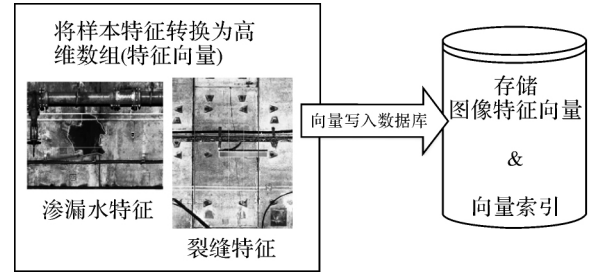 将样本特征转换为高
维数组(特征向量)
渗漏水特征
裂缝特征
向量写入数据库
存储
图像特征向量
&
向量索引